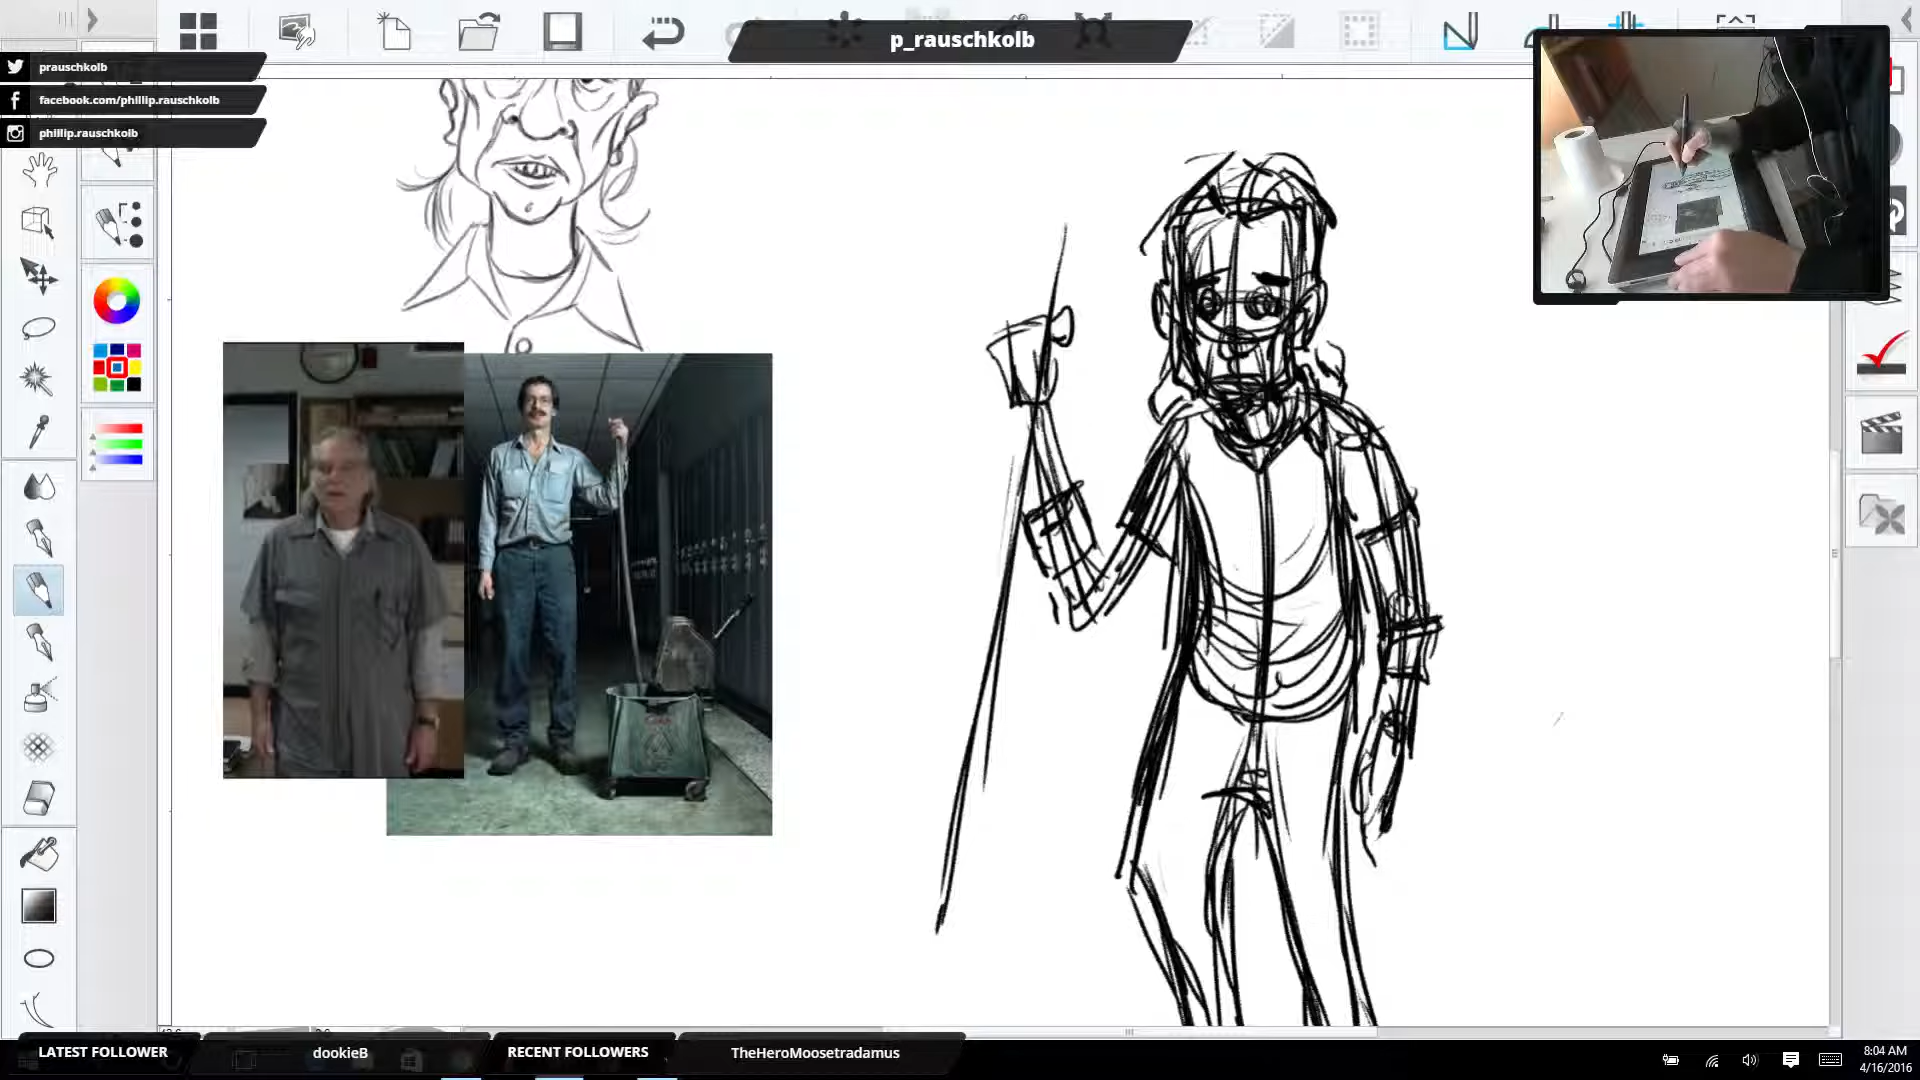 p_rauschkolb
prauschkolb
facebook.com/phillip.rauschkolb
phillip.rauschkolb
LATEST FOLLOWER
dookieB
RECENT FOLLOWERS
TheHeroMoosetradamus
8:04 AM
4/16/2016